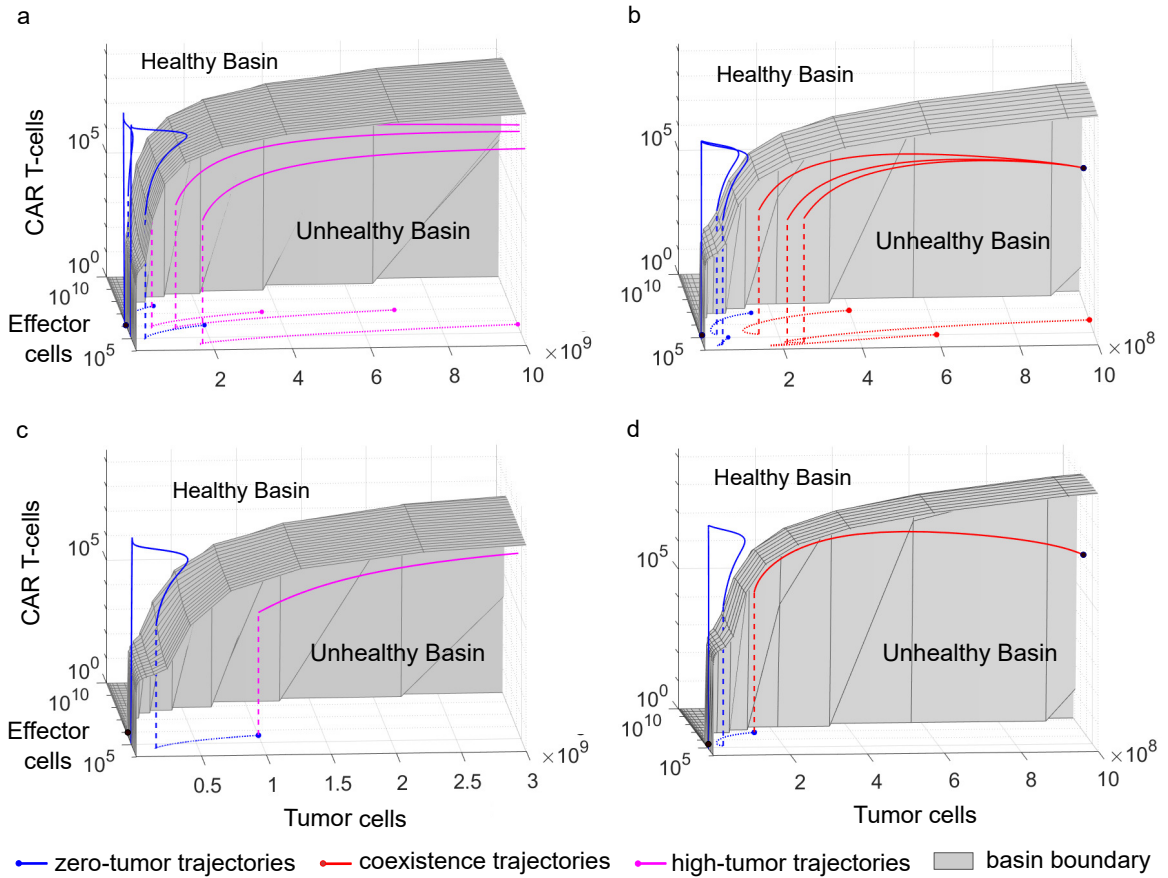 a
Healthy Basin
CAR T-cells
10^5
10^0
10^10
10^5
Effector
cells
Unhealthy Basin
2
4
6
8
10
×10^9
b
Healthy Basin
10^5
10^0
10^10
10^5
Unhealthy Basin
2
4
6
8
10
×10^8
c
Healthy Basin
CAR T-cells
10^5
10^0
10^10
10^5
Effector
cells
Unhealthy Basin
0.5
1
1.5
2
2.5
3
×10^9
Tumor cells
d
Healthy Basin
10^5
10^0
10^10
10^5
Unhealthy Basin
2
4
6
8
10
×10^8
Tumor cells
zero-tumor trajectories
coexistence trajectories
high-tumor trajectories
basin boundary